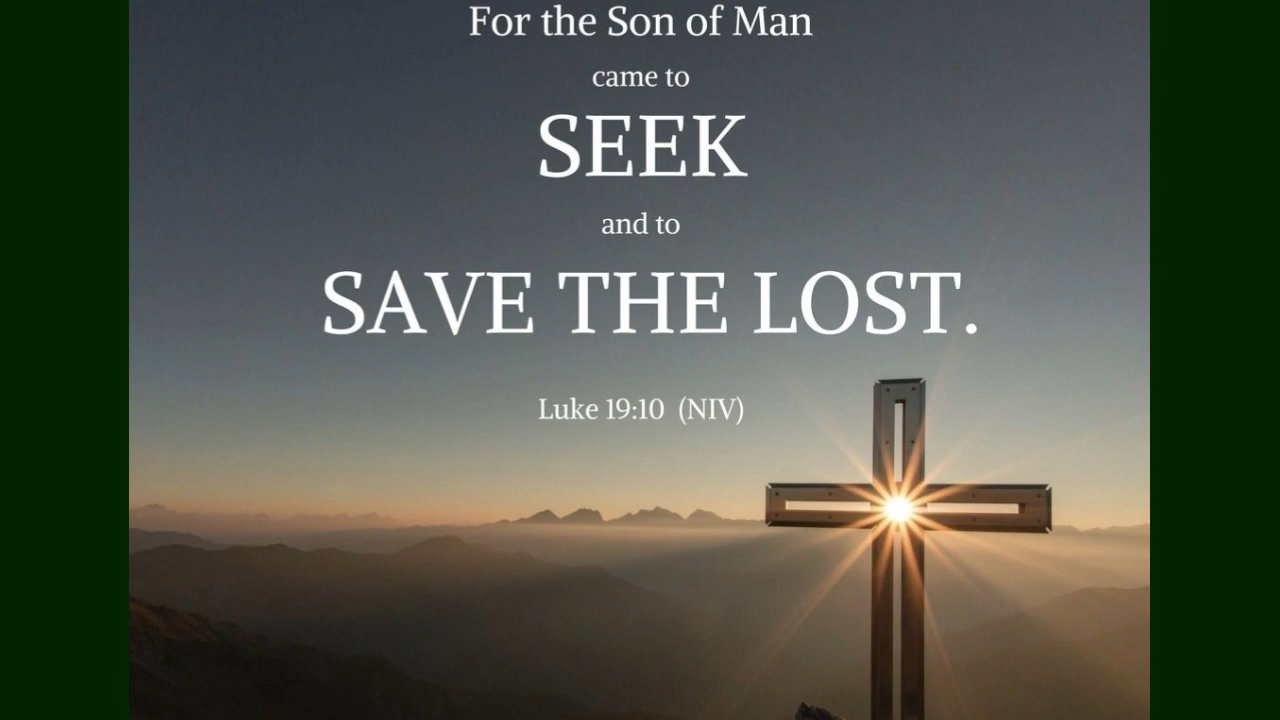 For the Son of Man
came to
SEEK
and to
SAVE THE LOST.
Luke 19:10 (NIV)